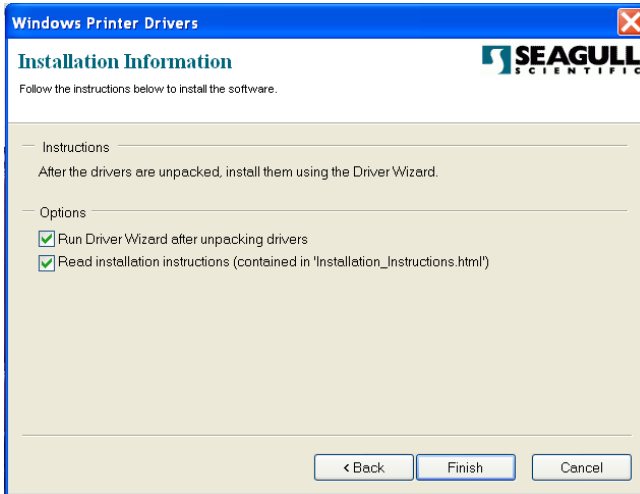 Windows Printer Drivers
Installation Information
SEAGULL
SCIENTIFIC
Follow the instructions below to install the software.
Instructions
After the drivers are unpacked, install them using the Driver Wizard.
Options
Run Driver Wizard after unpacking drivers
Read installation instructions (contained in 'Installation_Instructions.html')
< Back
Finish
Cancel